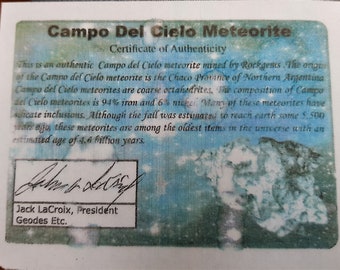 Campo Del Cielo Meteorite
Certificate of Authenticity
This is an authentic Campo del Cielo meteorite mined by Rockgems. The origin
of the Campo del Cielo meteorite is the Chaco Province of Northern Argentina
Campo del Cielo meteorites are coarse octahedrites. The composition of Campo
del Cielo meteorites is 94% iron and 6% nickel. Many of these meteorites have
silicate inclusions. Although the fall was estimated to reach earth some 5,500
years ago, these meteorites are among the oldest items in the universe with an
estimated age of 4.6 billion years.
Jack LaCroix, President
Geodes Etc.